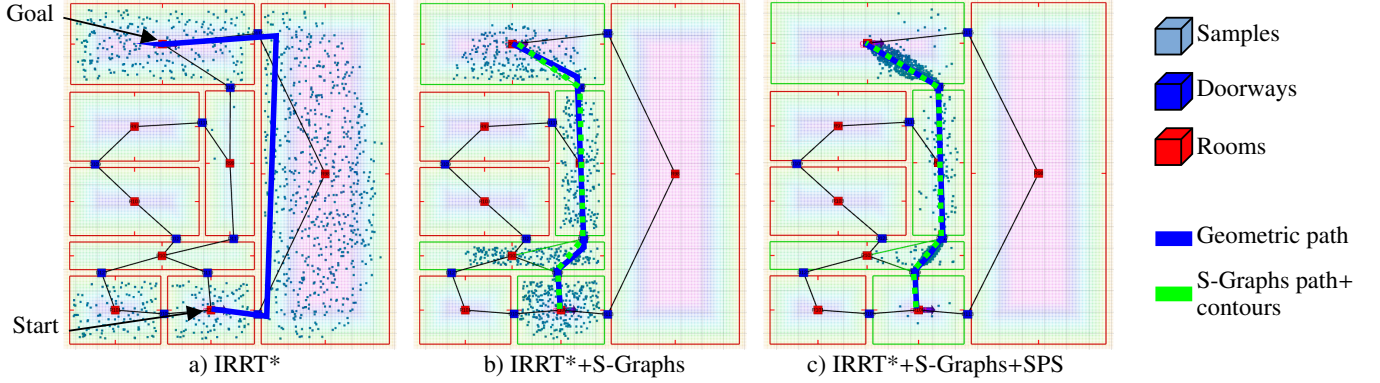 Goal
Start
a) IRRT*
b) IRRT*+S-Graphs
c) IRRT*+S-Graphs+SPS
Samples
Doorways
Rooms
Geometric path
S-Graphs path+
contours